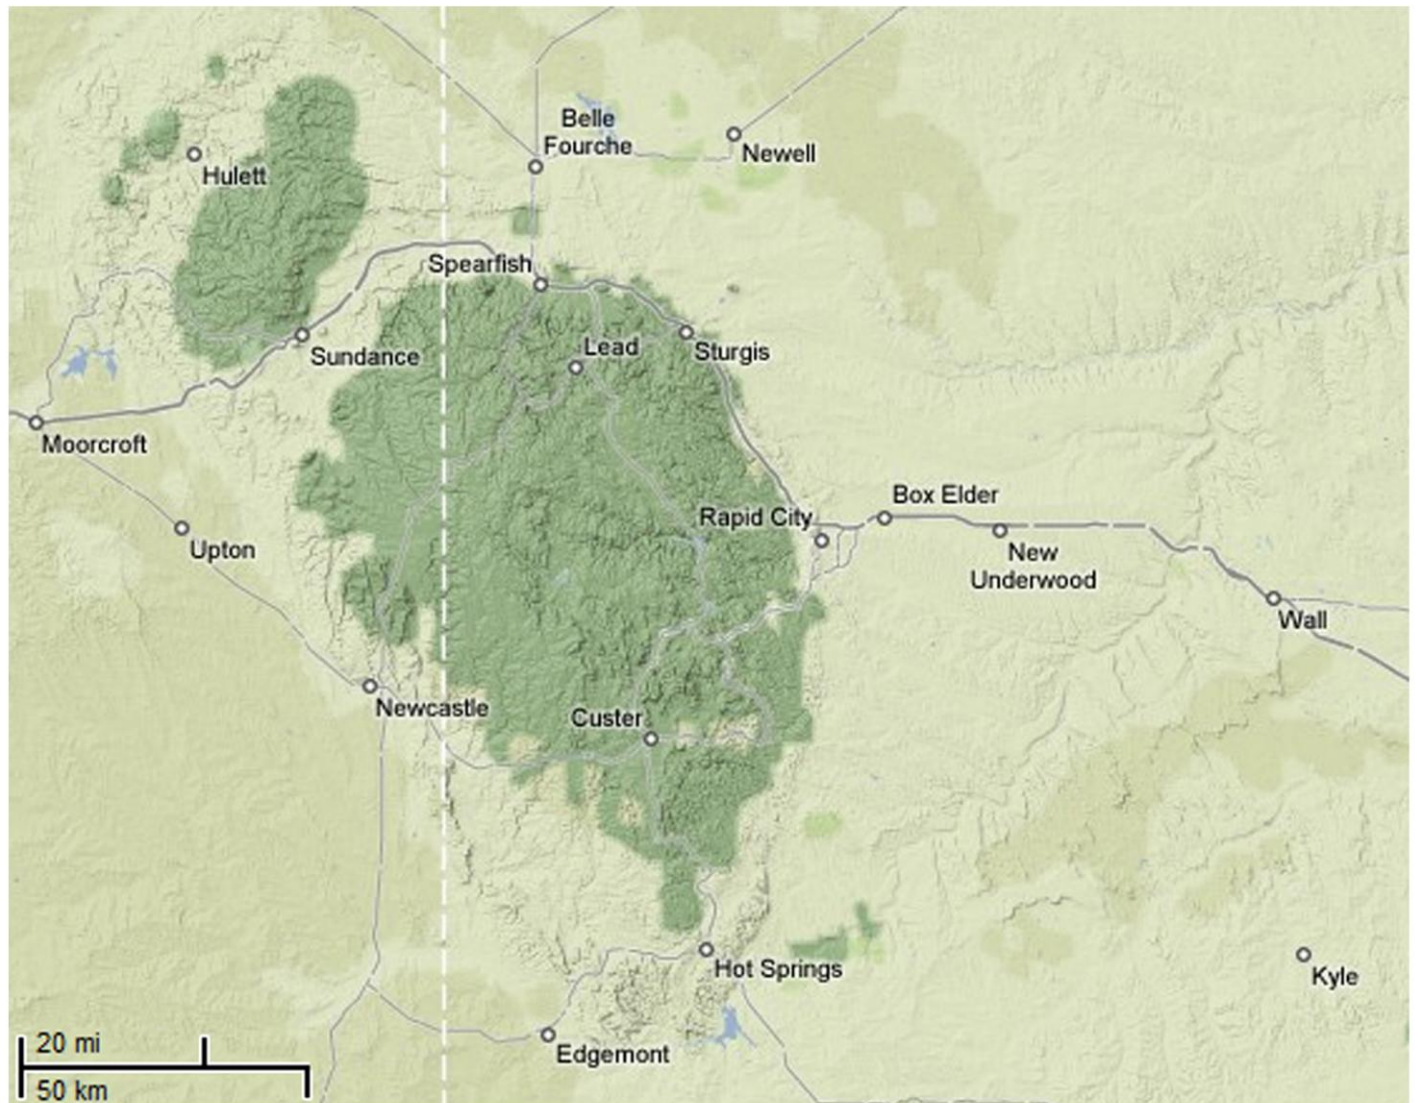 Belle
Fourche
Newell
Hulett
Spearfish
Sundance
Lead
Sturgis
Moorcroft
Box Elder
Rapid City
Upton
New
Underwood
Wall
Newcastle
Custer
Hot Springs
Kyle
Edgemont
20 mi
50 km